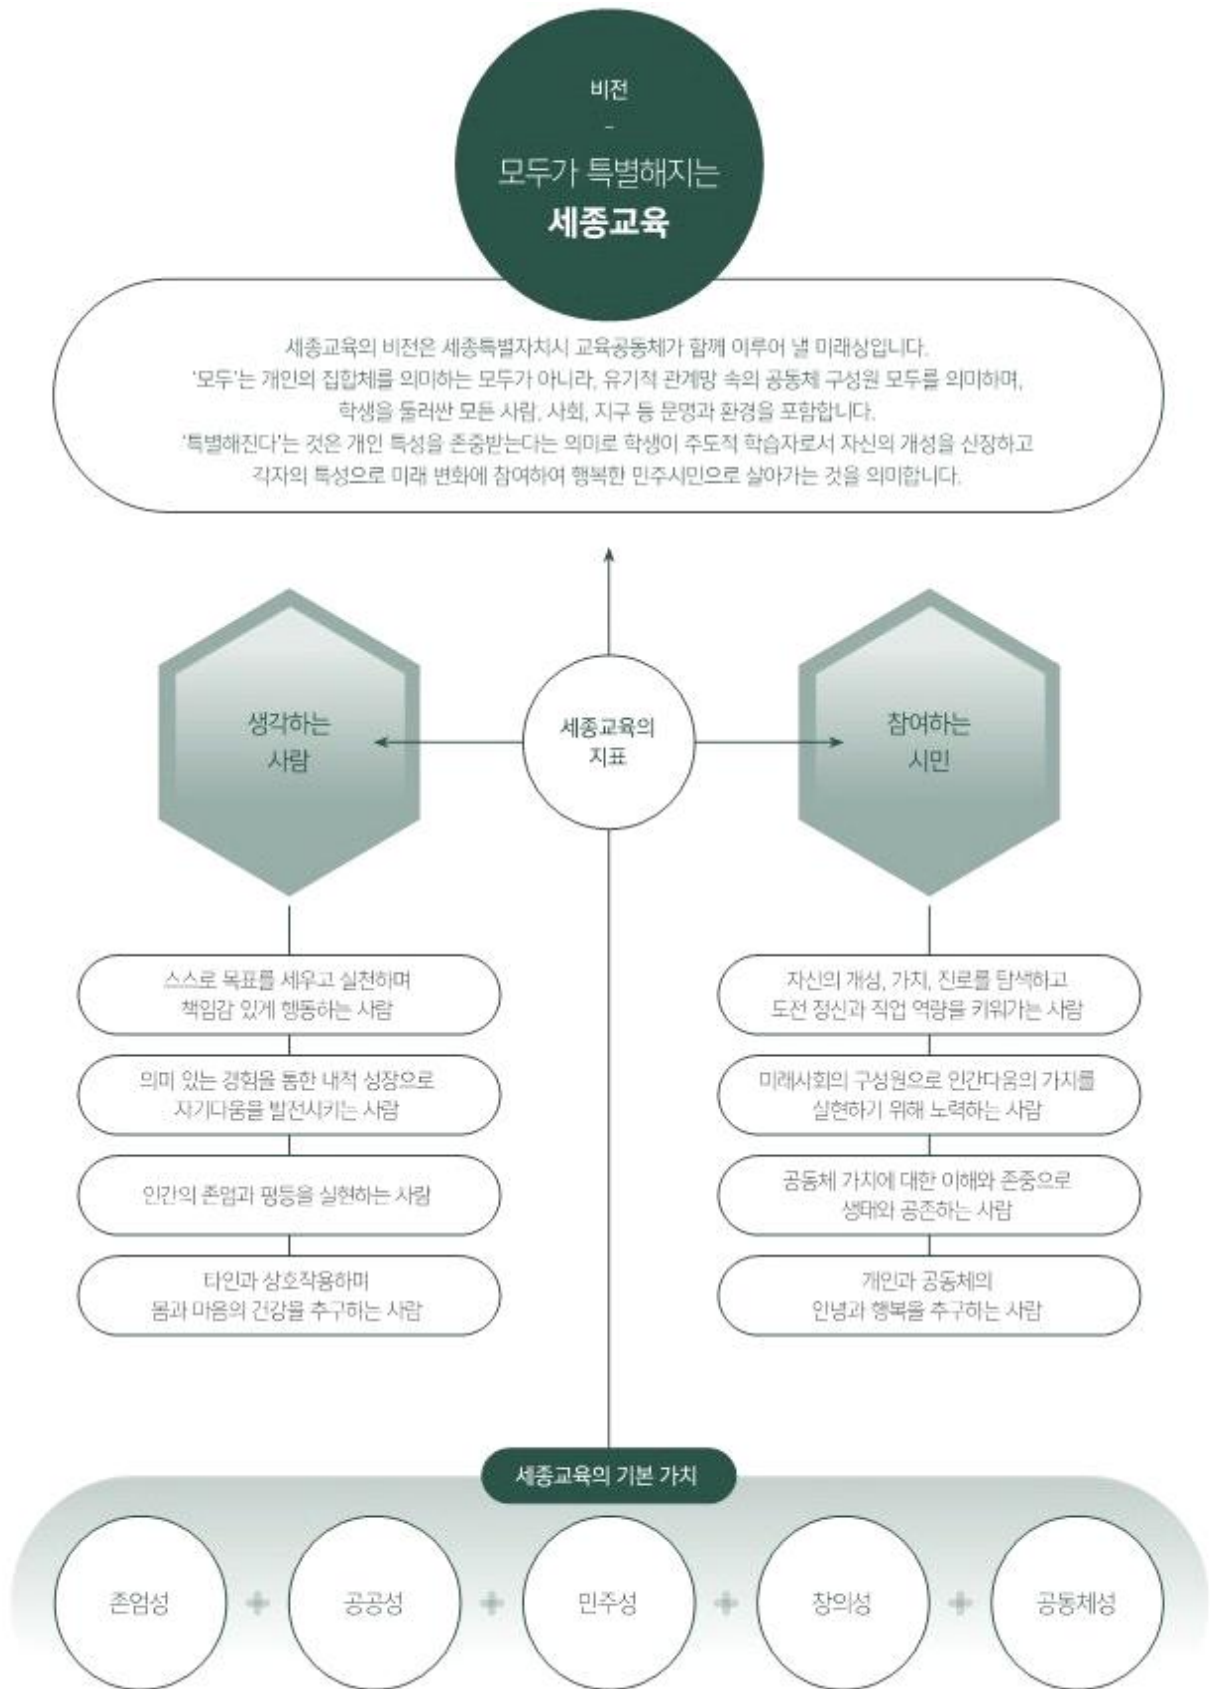 비전
-
모두가 특별해지는
세종교육
세종교육의 비전은 세종특별자치시 교육공동체가 함께 이루어 낼 미래상입니다.
'모두'는 개인의 집합체를 의미하는 모두가 아니라, 유기적 관계망 속의 공동체 구성원 모두를 의미하며,
학생을 둘러싼 모든 사람, 사회, 지구 등 문명과 환경을 포함합니다.
'특별해진다'는 것은 개인 특성을 존중받는다는 의미로 학생이 주도적 학습자로서 자신의 개성을 신장하고
각자의 특성으로 미래 변화에 참여하여 행복한 민주시민으로 살아가는 것을 의미합니다.
생각하는
사람
세종교육의
지표
참여하는
시민
스스로 목표를 세우고 실천하며
책임감 있게 행동하는 사람
의미 있는 경험을 통한 내적 성장으로
자기다움을 발전시키는 사람
인간의 존엄과 평등을 실현하는 사람
타인과 상호작용하며
몸과 마음의 건강을 추구하는 사람
자신의 개성, 가치, 진로를 탐색하고
도전 정신과 직업 역량을 키워가는 사람
미래사회의 구성원으로 인간다움의 가치를
실현하기 위해 노력하는 사람
공동체 가치에 대한 이해와 존중으로
생태와 공존하는 사람
개인과 공동체의
안녕과 행복을 추구하는 사람
세종교육의 기본 가치
존엄성 + 공공성 + 민주성 + 창의성 + 공동체성